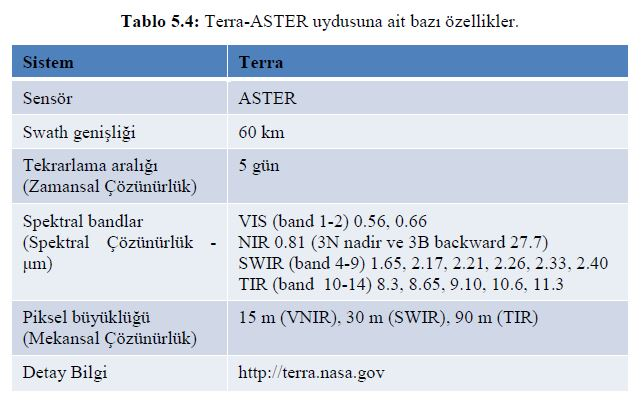 Tablo 5.4: Terra-ASTER uydusuna ait bazı özellikler.
Sistem Terra
Sensör ASTER
Swath genişliği 60 km
Tekrarlama aralığı 5 gün
(Zamansal Çözünürlük)
Spektral bandlar VIS (band 1-2) 0.56, 0.66
(Spektral Çözünürlük - NIR 0.81 (3N nadir ve 3B backward 27.7)
µm) SWIR (band 4-9) 1.65, 2.17, 2.21, 2.26, 2.33, 2.40
TIR (band 10-14) 8.3, 8.65, 9.10, 10.6, 11.3
Piksel büyüklüğü 15 m (VNIR), 30 m (SWIR), 90 m (TIR)
(Mekansal Çözünürlük)
Detay Bilgi http://terra.nasa.gov